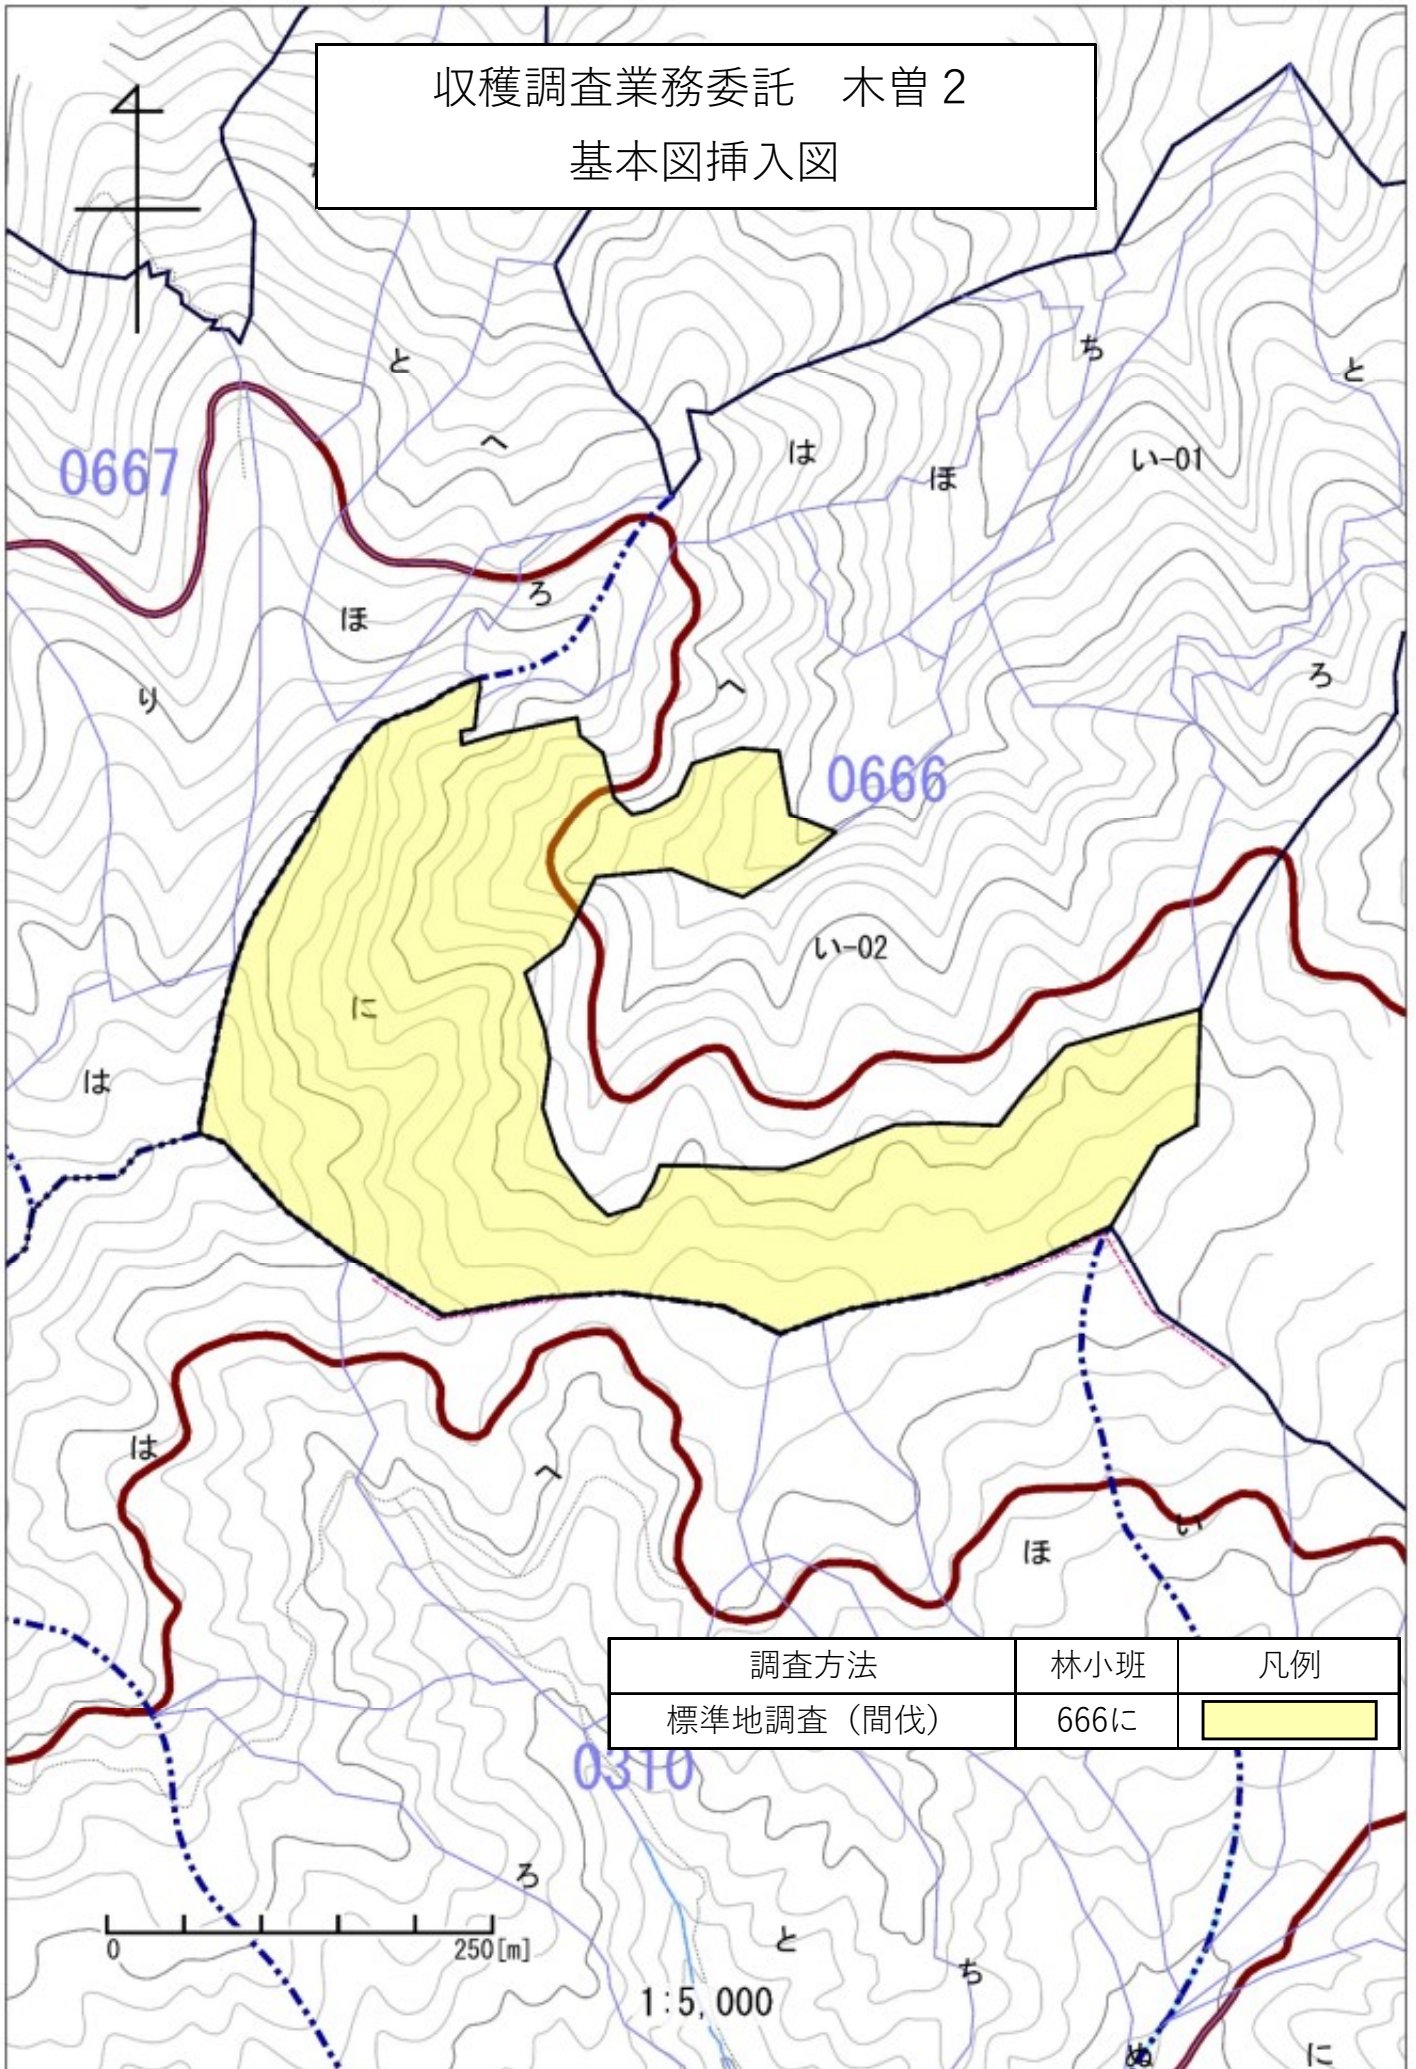 収穫調査業務委託　木曽２
基本図挿入図
と
ち
と
へ
は
ほ
い-01
0667
ろ
ほ
り
へ
ろ
0666
い-02
に
は
は
へ
ほ
い
調査方法 林小班 凡例
標準地調査（間伐） 666に
0310
ろ
と
ち
0 250[m]
1:5,000
ぬ
に